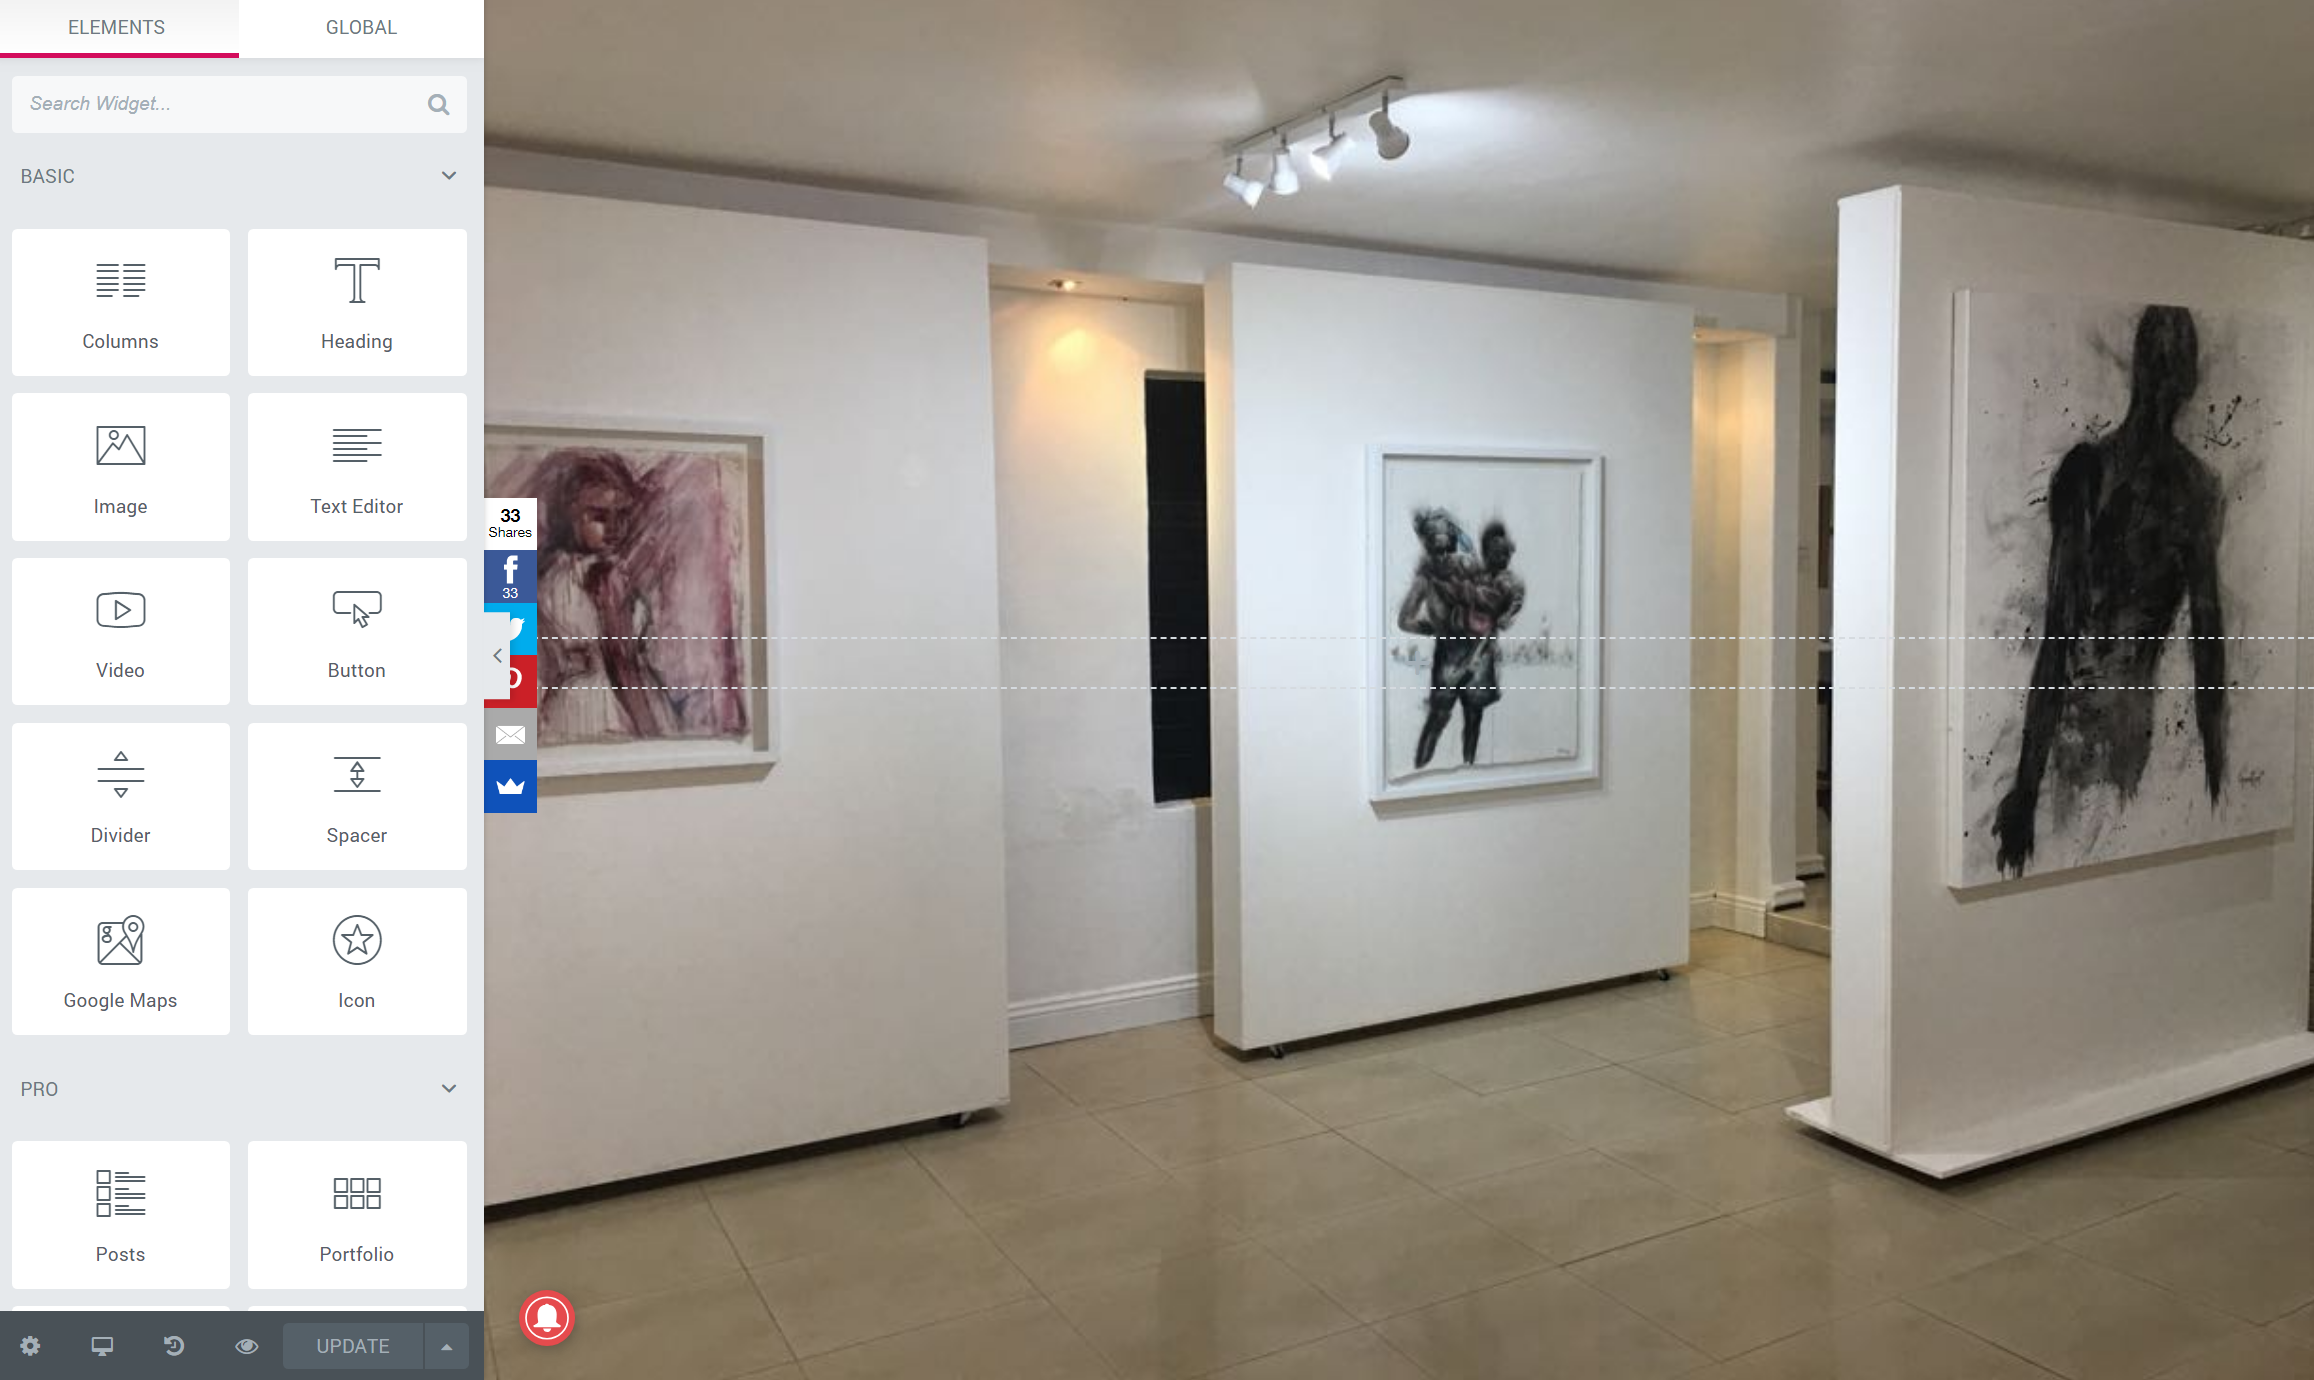 ELEMENTS
GLOBAL
Search Widget...
BASIC
Columns
Heading
Image
Text Editor
Video
Button
Divider
Spacer
Google Maps
Icon
PRO
Posts
Portfolio
UPDATE
33
Shares
33